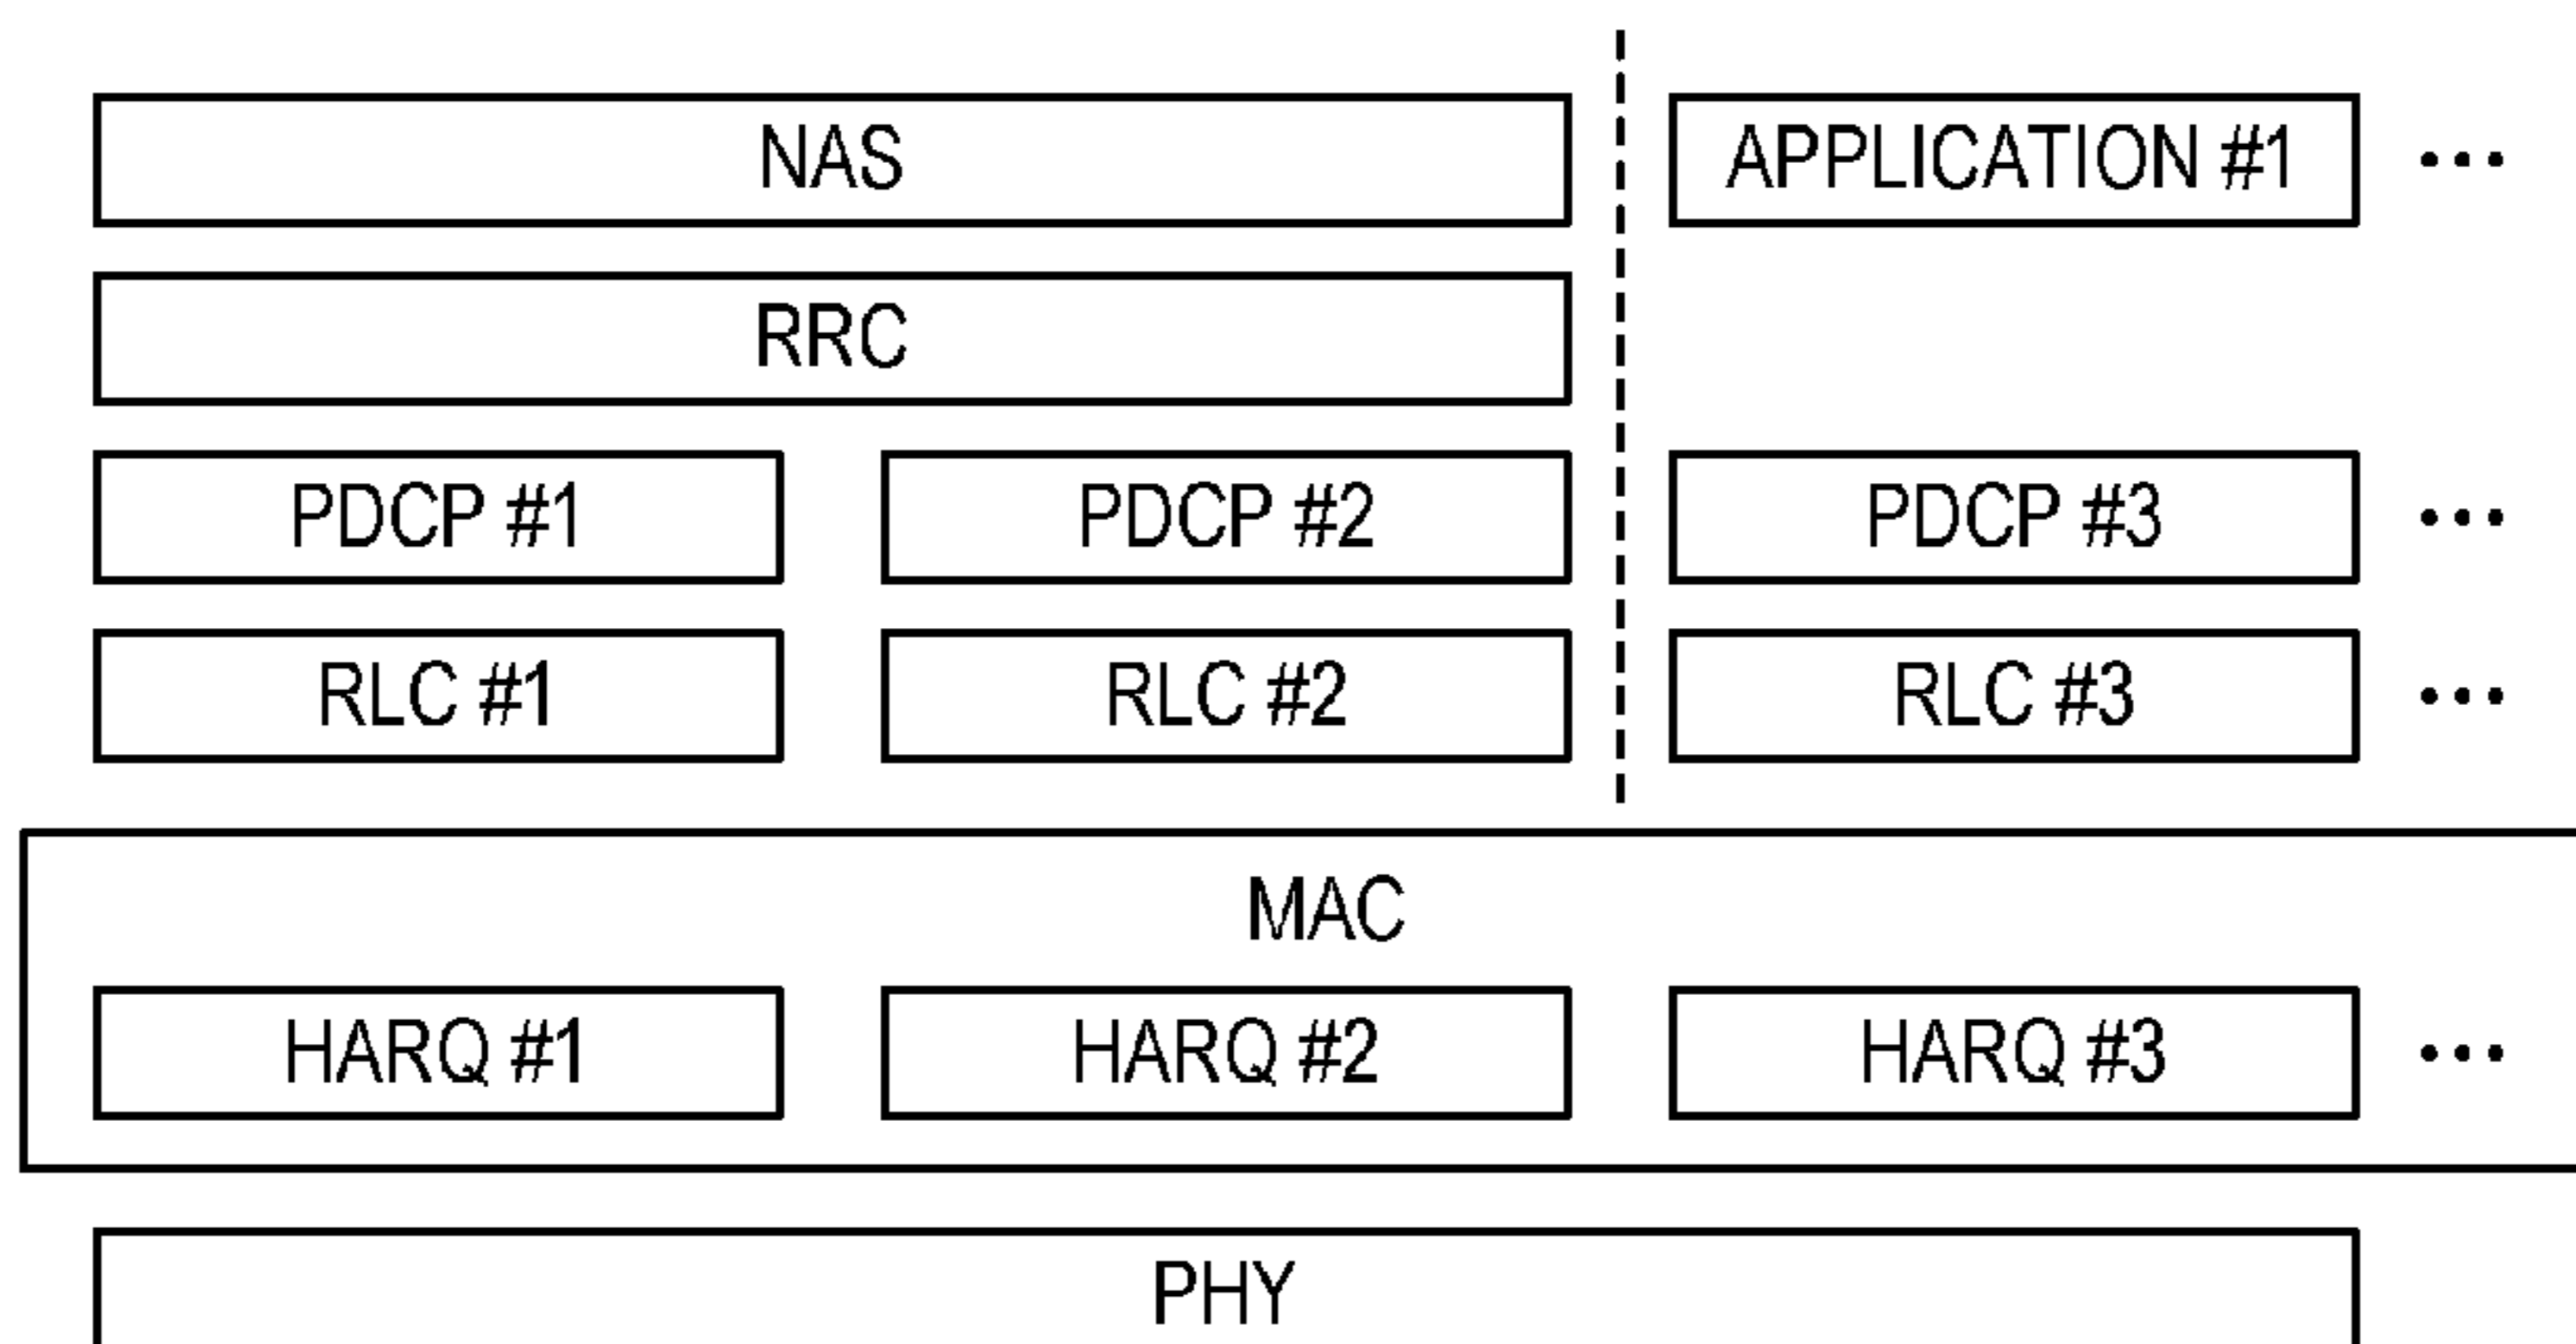 NAS APPLICATION #1 •••
RRC
PDCP #1 PDCP #2 PDCP #3 •••
RLC #1 RLC #2 RLC #3 •••
MAC
HARQ #1 HARQ #2 HARQ #3 •••
PHY